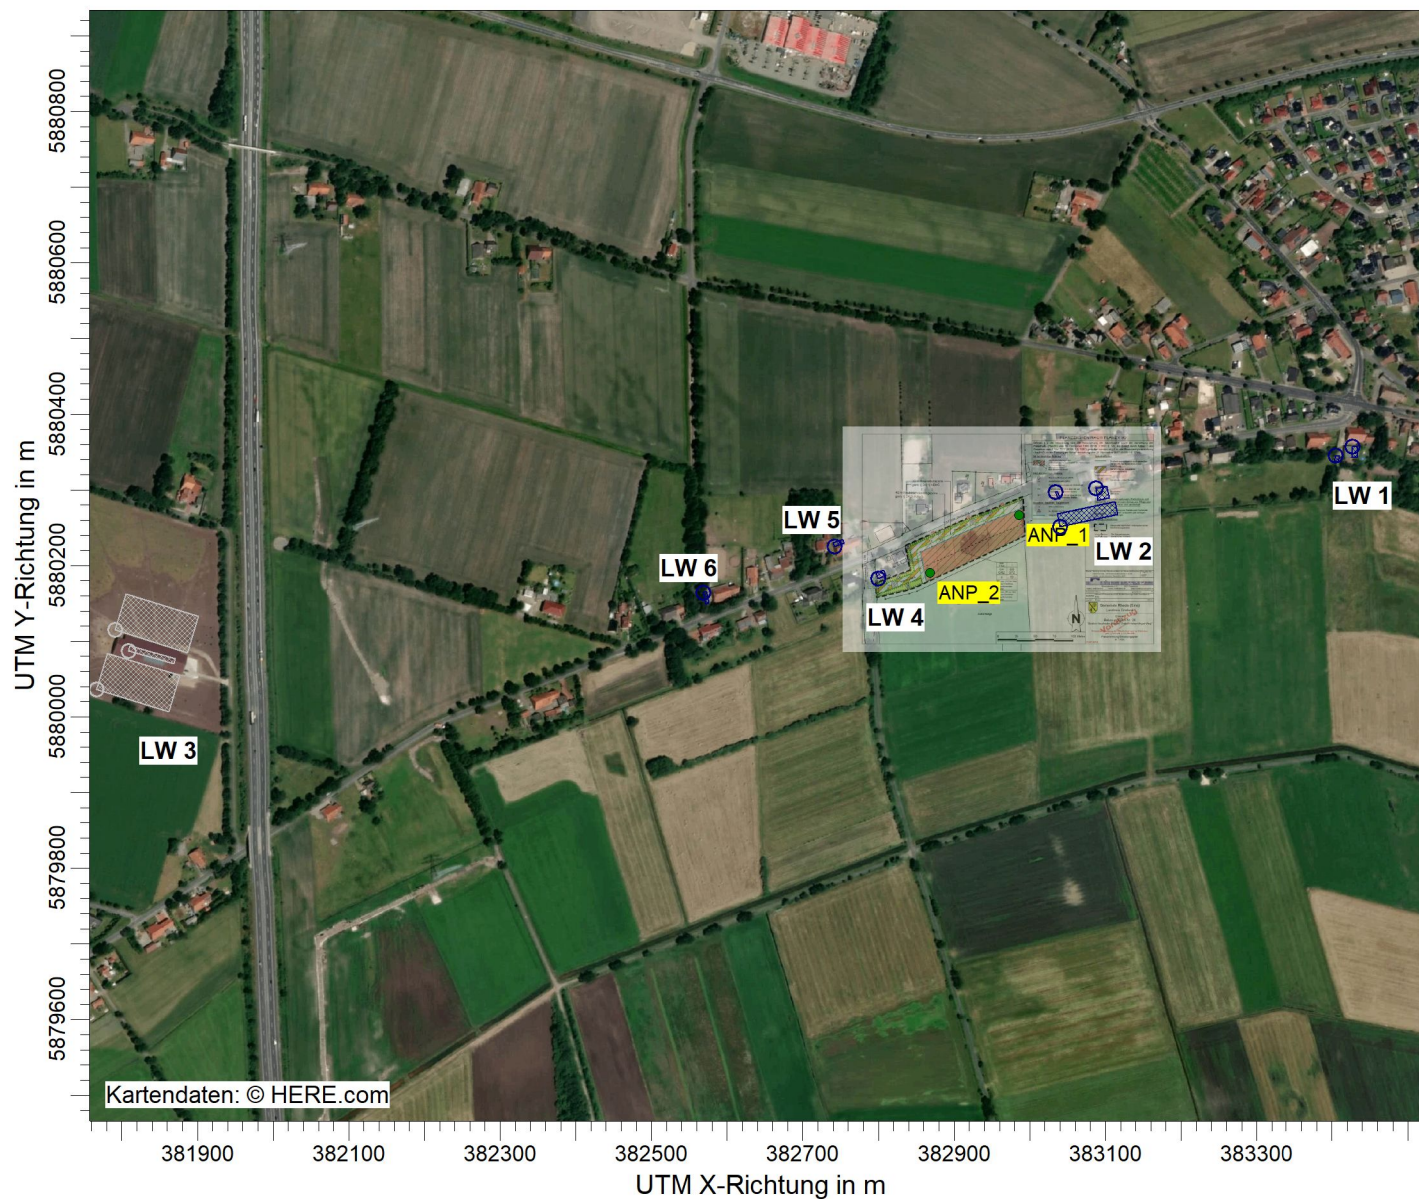 5880800
5880600
5880400
5880200
5880000
5879800
5879600
UTM Y-Richtung in m
LW 1
LW 5
ANP_1
LW 2
LW 6
ANP_2
LW 4
N
LW 3
Kartendaten: © HERE.com
381900
382100
382300
382500
382700
382900
383100
383300
UTM X-Richtung in m